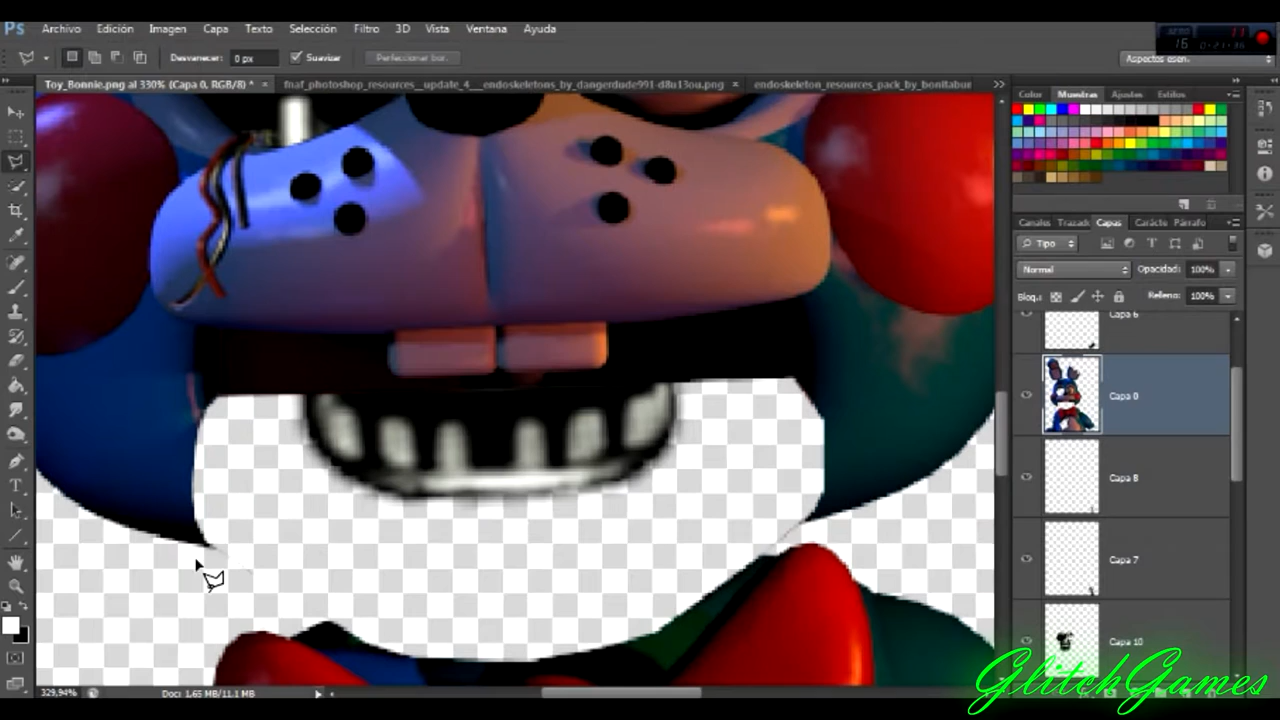 Ps Archivo Edición Imagen Capa Texto Selección Filtro 3D Vista Ventana Ayuda
Desvanecer: 0 px Suavizar Perfeccionar bor.
Toy_Bonnie.png al 330% (Capa 0, RGB/8) * × fnaf_photoshop_resources_update_4__endoskeletons_by_dangerdude991-d8u13ou.png × endoskeleton_resources_pack_by_bonitabun
Color Muestras Ajustes Estilos
Canales Trazad Capas Carácte Párrafo
Tipo
Normal Opacidad: 100%
Bloq.: Relleno: 100%
Capa 6
Capa 0
Capa 8
Capa 7
Capa 10
329,94% Doc: 1,65 MB/11,1 MB
GlitchGames